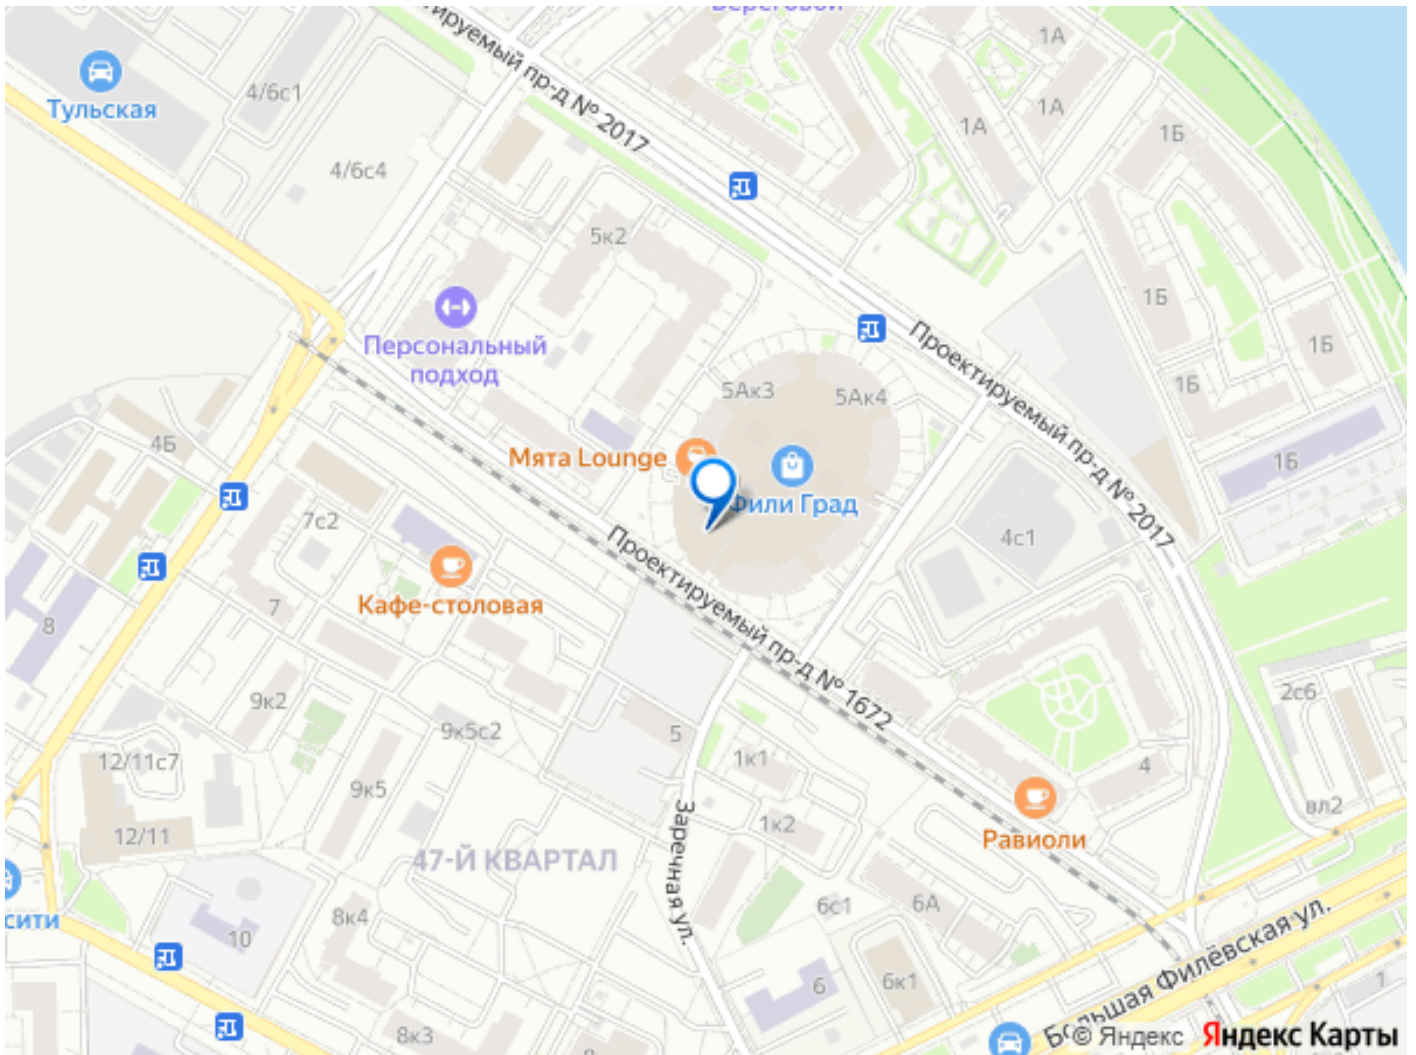 Береговой
Проектируемый пр-д № 2017
1А
1А
1А
1Б
Тульская
4/6с1
4/6с4
5к2
1Б
1Б
1Б
Персональный
подход
5Ак3
5Ак4
Проектируемый пр-д № 2017
4Б
Мята Lounge
Фили Град
1Б
7с2
4с1
Проектируемый пр-д № 1672
Кафе-столовая
7
8
9к2
9к5с2
5
2с6
12/11с7
1к1
4
9к5
вл2
12/11
1к2
Равиоли
47-Й КВАРТАЛ
Заречная ул.
8к4
6с1
6А
сити
10
6
6к1
Большая Филёвская ул.
1
8к3
9
© Яндекс
Яндекс Карты